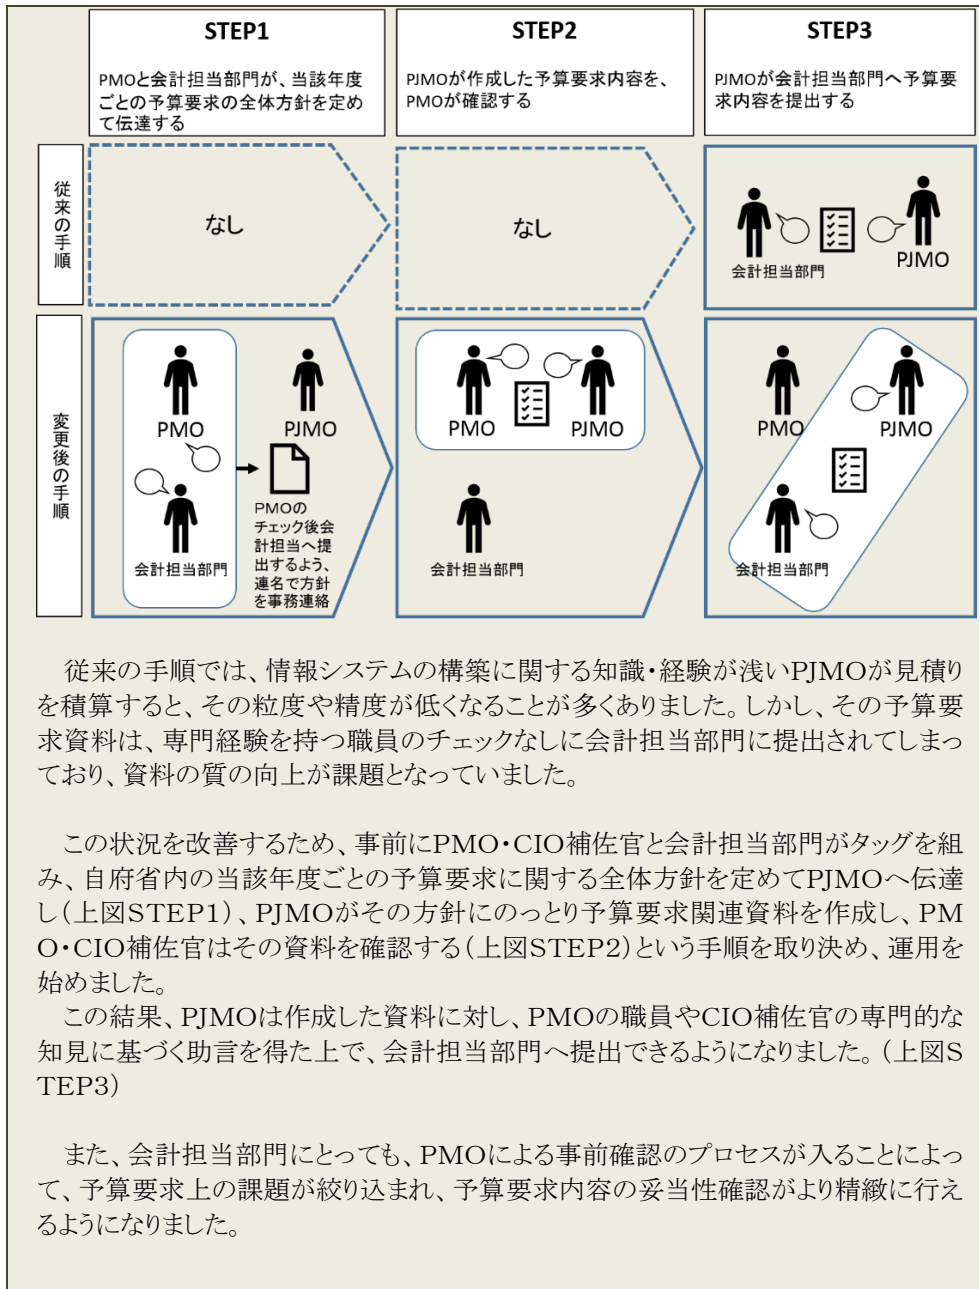 STEP1
PMOと会計担当部門が、当該年度
ごとの予算要求の全体方針を定め
て伝達する
STEP2
PJMOが作成した予算要求内容を、
PMOが確認する
STEP3
PJMOが会計担当部門へ予算要
求内容を提出する
従来の手順
なし
なし
会計担当部門
PJMO
変更後の手順
PMO
PJMO
会計担当部門
PMOの
チェック後会
計担当へ提
出するよう、
連名で方針
を事務連絡
PMO
PJMO
会計担当部門
PMO
PJMO
会計担当部門
従来の手順では、情報システムの構築に関する知識・経験が浅いPJMOが見積り
を積算すると、その粒度や精度が低くなることが多くありました。しかし、その予算要
求資料は、専門経験を持つ職員のチェックなしに会計担当部門に提出されてしまっ
ており、資料の質の向上が課題となっていました。
この状況を改善するため、事前にPMO・CIO補佐官と会計担当部門がタッグを組
み、自府省内の当該年度ごとの予算要求に関する全体方針を定めてPJMOへ伝達
し(上図STEP1)、PJMOがその方針にのっとり予算要求関連資料を作成し、PM
O・CIO補佐官はその資料を確認する(上図STEP2)という手順を取り決め、運用を
始めました。
この結果、PJMOは作成した資料に対し、PMOの職員やCIO補佐官の専門的な
知見に基づく助言を得た上で、会計担当部門へ提出できるようになりました。(上図S
TEP3)
また、会計担当部門にとっても、PMOによる事前確認のプロセスが入ることによっ
て、予算要求上の課題が絞り込まれ、予算要求内容の妥当性確認がより精緻に行え
るようになりました。